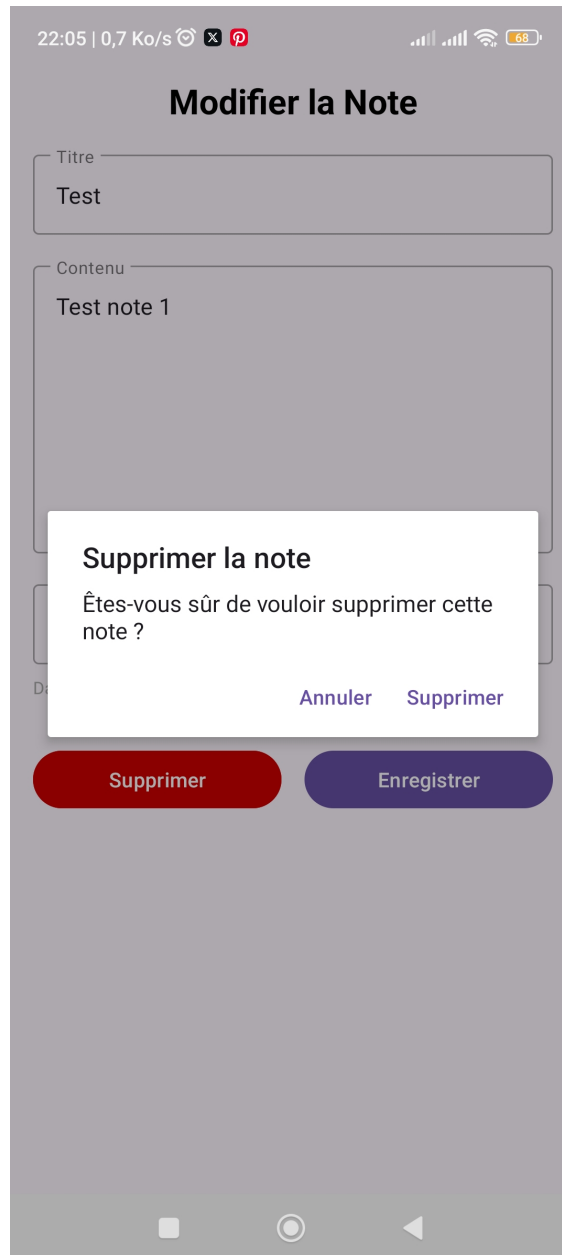 22:05 | 0,7 Ko/s
68
Modifier la Note
Titre
Test
Contenu
Test note 1
Supprimer la note
Êtes-vous sûr de vouloir supprimer cette
note ?
Annuler Supprimer
Supprimer Enregistrer